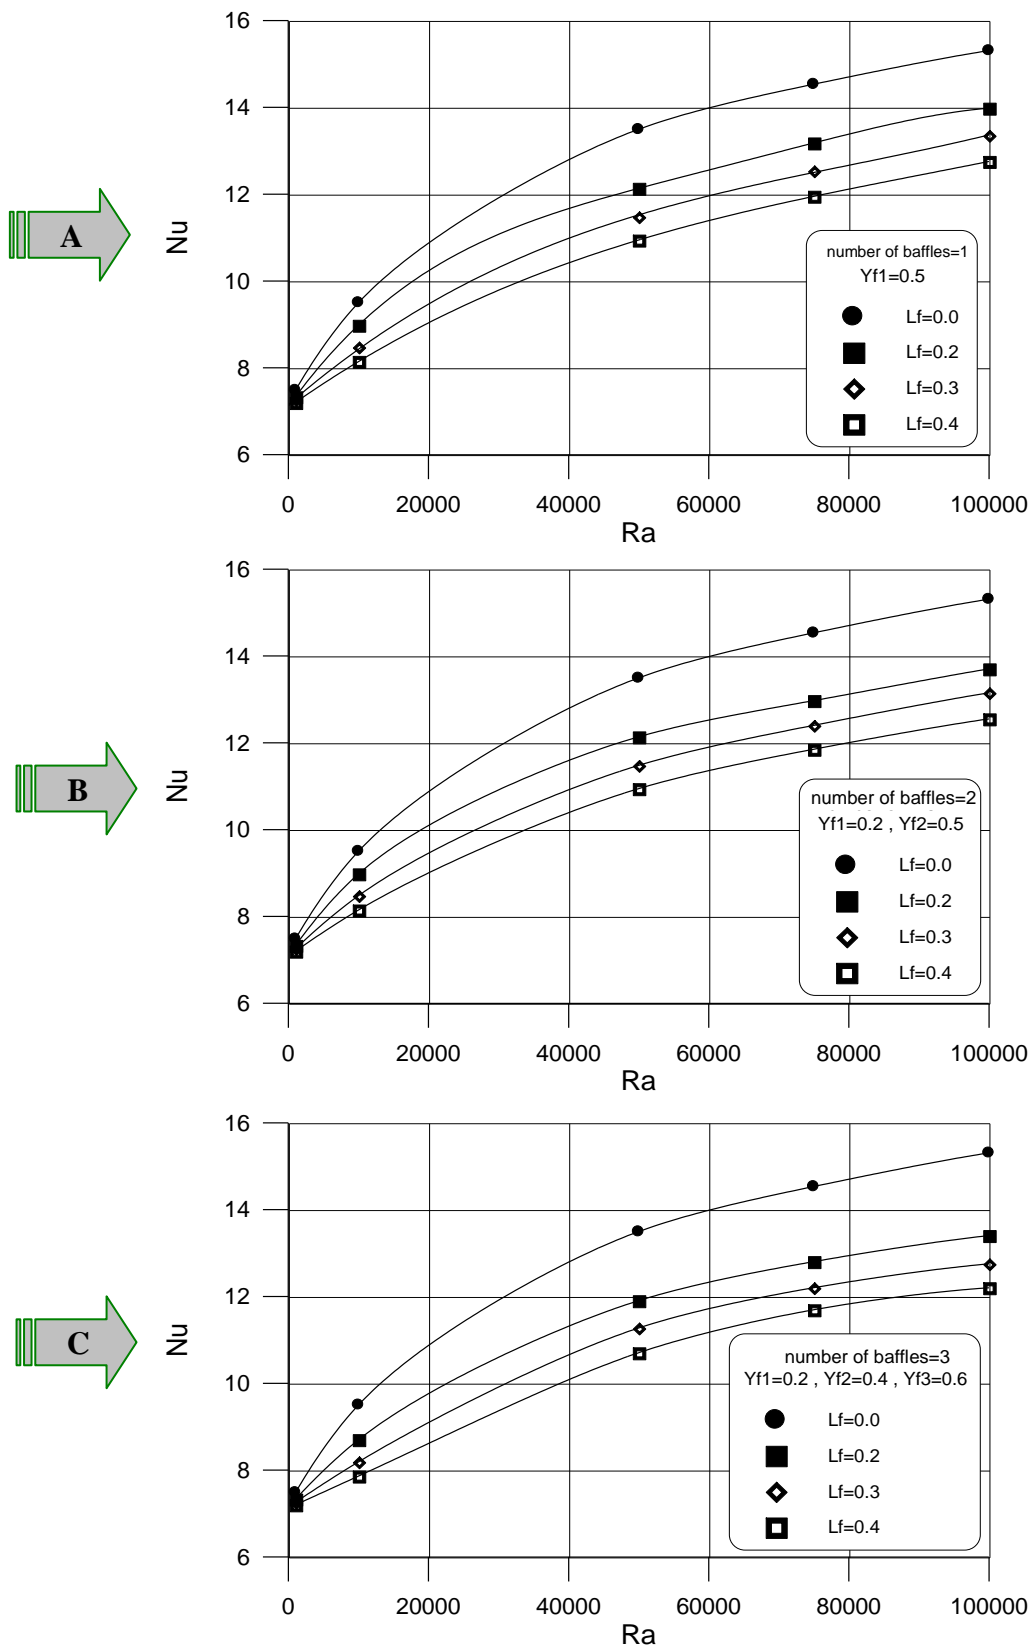 16
14
12
10
8
6
A
Nu
number of baffles=1
Yf1=0.5
Lf=0.0
Lf=0.2
Lf=0.3
Lf=0.4
0 20000 40000 60000 80000 100000
Ra
16
14
12
10
8
6
B
Nu
number of baffles=2
Yf1=0.2 , Yf2=0.5
Lf=0.0
Lf=0.2
Lf=0.3
Lf=0.4
0 20000 40000 60000 80000 100000
Ra
16
14
12
10
8
6
C
Nu
number of baffles=3
Yf1=0.2 , Yf2=0.4 , Yf3=0.6
Lf=0.0
Lf=0.2
Lf=0.3
Lf=0.4
0 20000 40000 60000 80000 100000
Ra